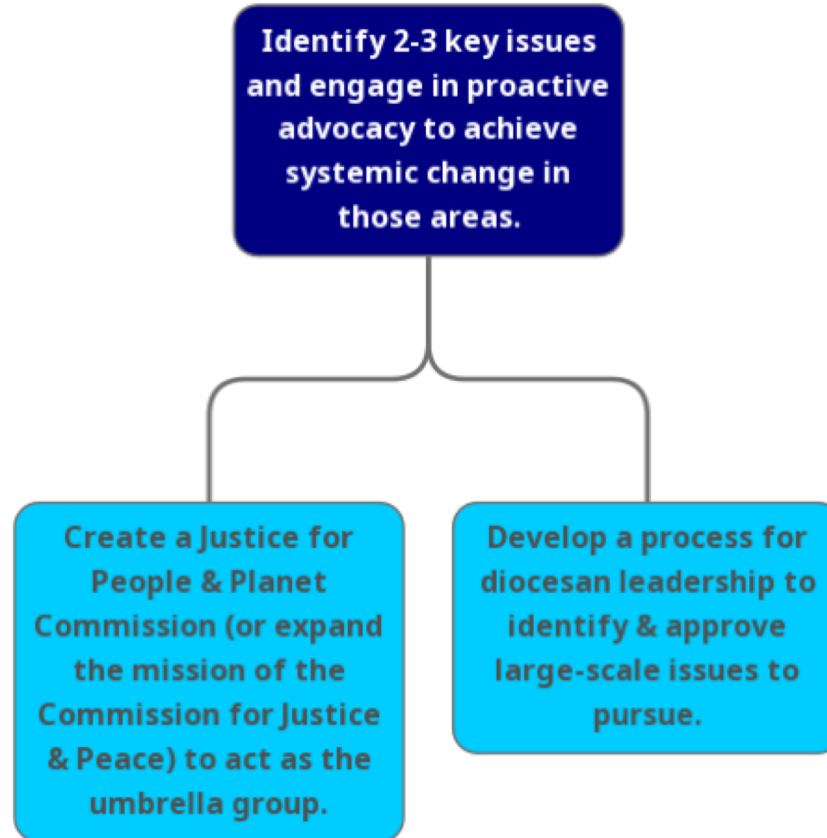 Identify 2-3 key issues
and engage in proactive
advocacy to achieve
systemic change in
those areas.
Create a Justice for
People & Planet
Commission (or expand
the mission of the
Commission for Justice
& Peace) to act as the
umbrella group.
Develop a process for
diocesan leadership to
identify & approve
large-scale issues to
pursue.